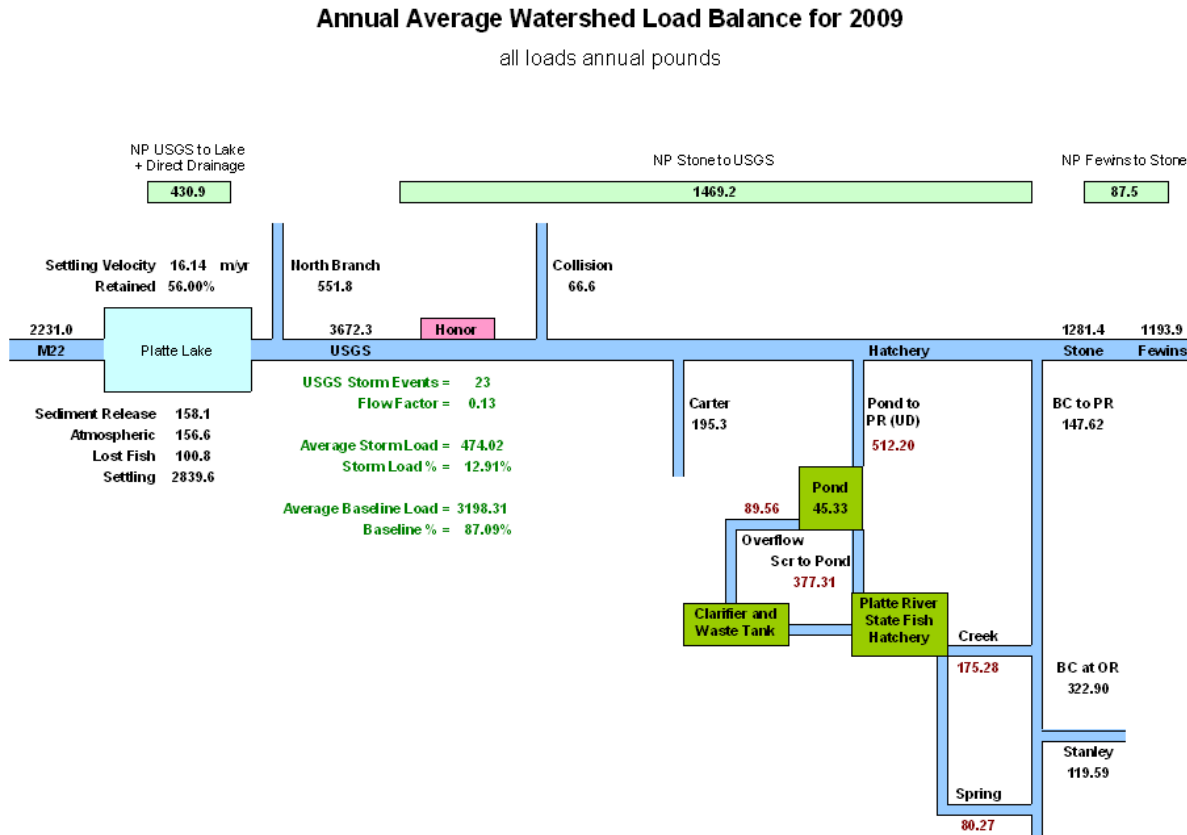 Annual Average Watershed Load Balance for 2009
all loads annual pounds
NP USGS to Lake
+ Direct Drainage
430.9
NP Stone to USGS
1469.2
NP Fewins to Stone
87.5
Settling Velocity 16.14 m/yr
Retained 56.00%
North Branch
551.8
Collision
66.6
2231.0
M22
Platte Lake
3672.3
USGS
Honor
Hatchery
1281.4
Stone
1193.9
Fewins
Sediment Release 158.1
Atmospheric 156.6
Lost Fish 100.8
Settling 2839.6
USGS Storm Events = 23
Flow Factor = 0.13
Average Storm Load = 474.02
Storm Load % = 12.91%
Average Baseline Load = 3198.31
Baseline % = 87.09%
Carter
195.3
Pond to
PR (UD)
512.20
BC to PR
147.62
Pond
45.33
89.56
Overflow
Scr to Pond
377.31
Clarifier and
Waste Tank
Platte River
State Fish
Hatchery
Creek
175.28
BC at OR
322.90
Stanley
119.59
Spring
80.27